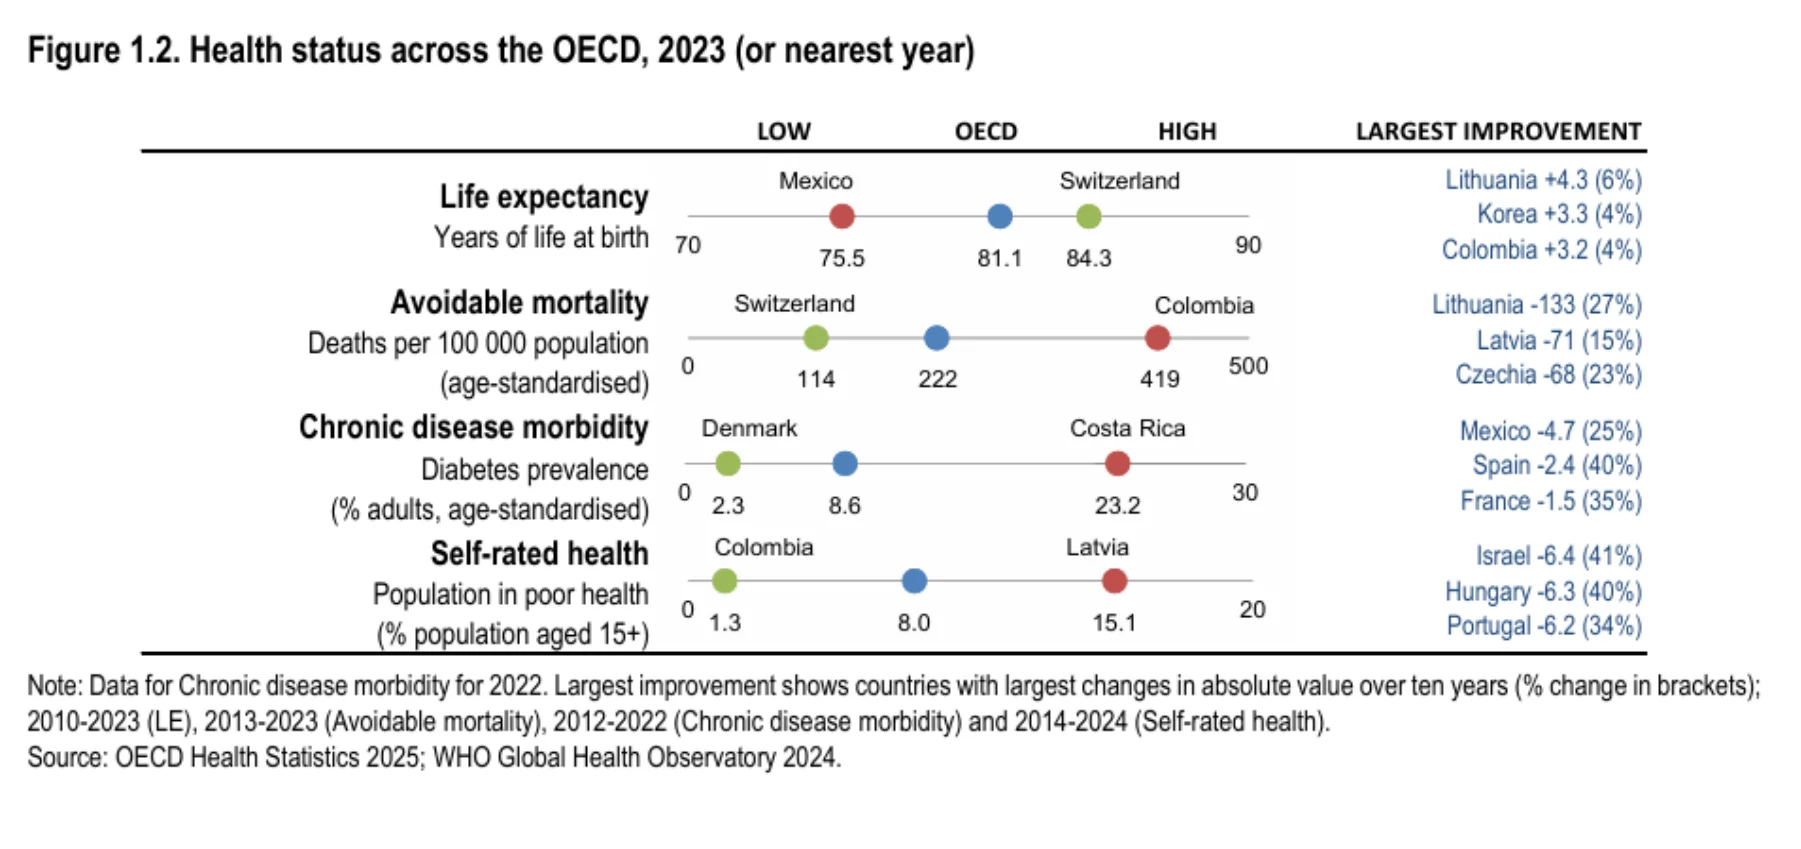 Figure 1.2. Health status across the OECD, 2023 (or nearest year)
LOW OECD HIGH LARGEST IMPROVEMENT
Life expectancy
Years of life at birth
Mexico Switzerland
70 75.5 81.1 84.3 90
Lithuania +4.3 (6%)
Korea +3.3 (4%)
Colombia +3.2 (4%)
Avoidable mortality
Deaths per 100 000 population
(age-standardised)
Switzerland Colombia
0 114 222 419 500
Lithuania -133 (27%)
Latvia -71 (15%)
Czechia -68 (23%)
Chronic disease morbidity
Diabetes prevalence
(% adults, age-standardised)
Denmark Costa Rica
0 2.3 8.6 23.2 30
Mexico -4.7 (25%)
Spain -2.4 (40%)
France -1.5 (35%)
Self-rated health
Population in poor health
(% population aged 15+)
Colombia Latvia
0 1.3 8.0 15.1 20
Israel -6.4 (41%)
Hungary -6.3 (40%)
Portugal -6.2 (34%)
Note: Data for Chronic disease morbidity for 2022. Largest improvement shows countries with largest changes in absolute value over ten years (% change in brackets);
2010-2023 (LE), 2013-2023 (Avoidable mortality), 2012-2022 (Chronic disease morbidity) and 2014-2024 (Self-rated health).
Source: OECD Health Statistics 2025; WHO Global Health Observatory 2024.